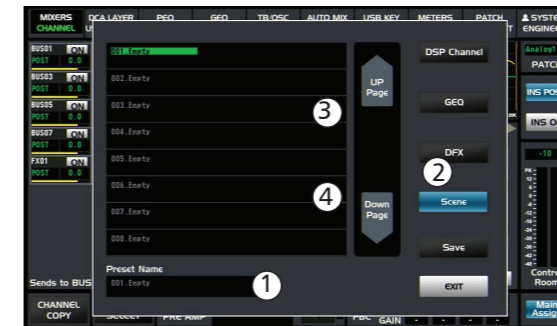 MIXERS DCA LAYER PEQ GEQ TB/OSC AUTO MIX USB KEY METERS PATCH SYSTE
CHANNEL ENGINEE
BUS01 ON
POST 0.0
BUS03 ON
POST 0.0
BUS05 ON
POST 0.0
BUS07 ON
POST 0.0
FX01 ON
POST 0.0
Sends to BUS
CHANNEL
COPY
001.Empty
002.Empty
003.Empty
004.Empty
005.Empty
006.Empty
007.Empty
008.Empty
3
4
UP
Page
Down
Page
DSP Channel
GEQ
DFX
2
Scene
Save
EXIT
Preset Name
001.Empty
1
PRE AMP
PBC GAIN - - - -
Analog1
PATC
INS POS
INS O
-10
Contro
Room
Main
Assig